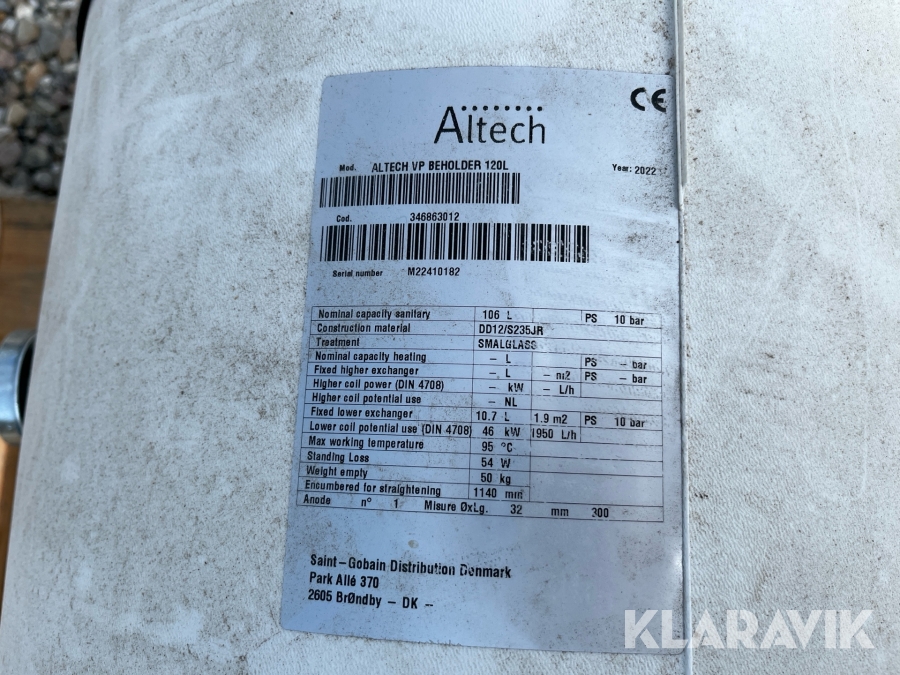 CE
Altech
Mod. ALTECH VP BEHOLDER 120L Year: 2022
Cod. 346863012
Serial number M22410182
Nominal capacity sanitary 106 L PS 10 bar
Construction material DD12/S235JR
Treatment SMALGLASS
Nominal capacity heating – L PS – bar
Fixed higher exchanger – L – m2 PS – bar
Higher coil power (DIN 4708) – kW – L/h
Higher coil potential use – NL
Fixed lower exchanger 10.7 L 1.9 m2 PS 10 bar
Lower coil potential use (DIN 4708) 46 kW 1950 L/h
Max working temperature 95 °C
Standing Loss 54 W
Weight empty 50 kg
Encumbered for straightening 1140 mm
Anode n° 1 Misure ØxLg. 32 mm 300
Saint–Gobain Distribution Denmark
Park Allé 370
2605 BrØndby – DK --
KLARAVIK